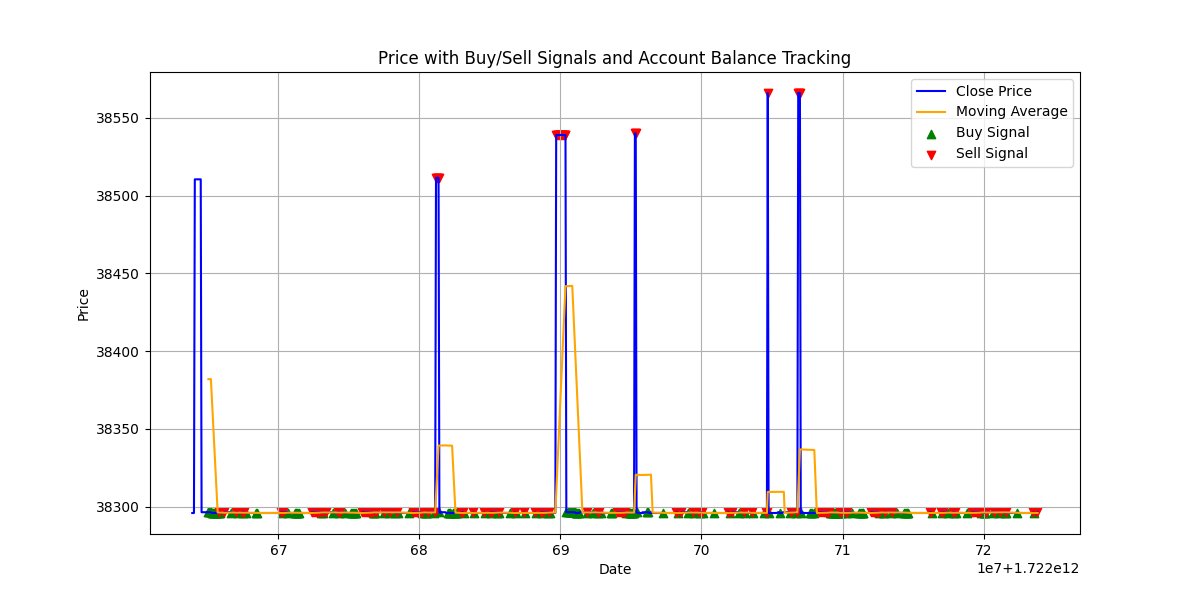 Price with Buy/Sell Signals and Account Balance Tracking
Close Price
Moving Average
Buy Signal
Sell Signal
38550
38500
38450
38400
38350
38300
Price
67 68 69 70 71 72
1e7+1.722e12
Date